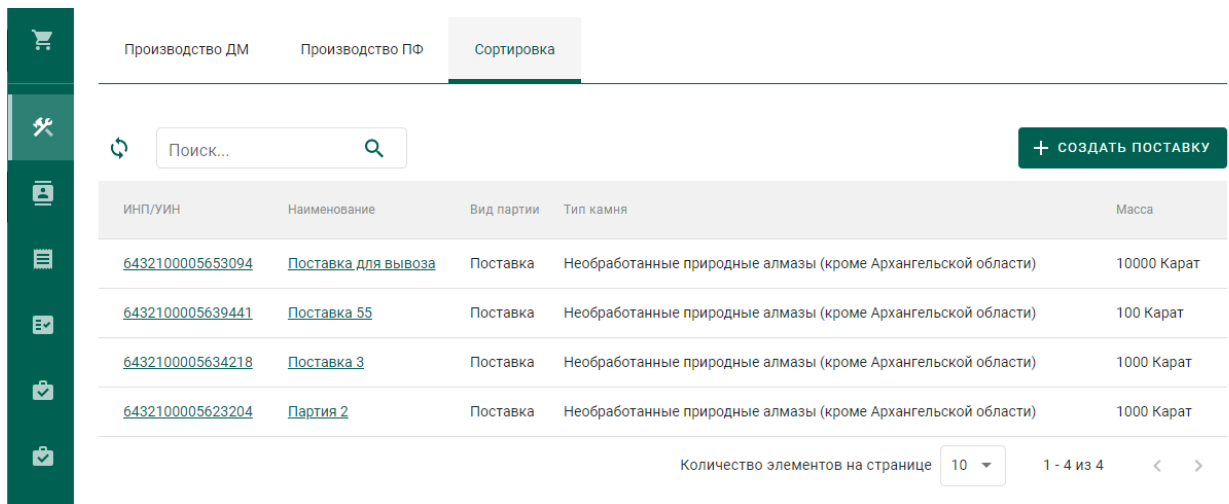 Производство ДМ Производство ПФ Сортировка
Поиск... + СОЗДАТЬ ПОСТАВКУ
ИНП/УИН Наименование Вид партии Тип камня Масса
6432100005653094 Поставка для вывоза Поставка Необработанные природные алмазы (кроме Архангельской области) 10000 Карат
6432100005639441 Поставка 55 Поставка Необработанные природные алмазы (кроме Архангельской области) 100 Карат
6432100005634218 Поставка 3 Поставка Необработанные природные алмазы (кроме Архангельской области) 1000 Карат
6432100005623204 Партия 2 Поставка Необработанные природные алмазы (кроме Архангельской области) 1000 Карат
Количество элементов на странице 10 1 - 4 из 4